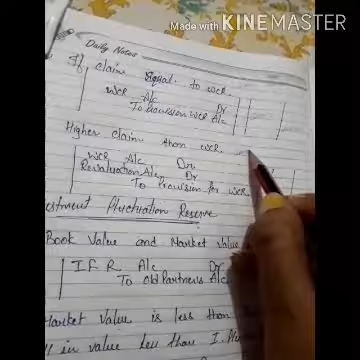 Made with KINEMASTER
Daily Notes
If claim equal to WCR
WCR A/c Dr
To Provision WCR A/c
Higher claim than WCR.
WCR A/c Dr,
Revaluation A/c Dr
To Provision for WCR
estment Fluctuation Reserve
Book Value and Market Value
I F R A/c Dr
To Old Partners A/c
Market Value is less than
in value less than I.